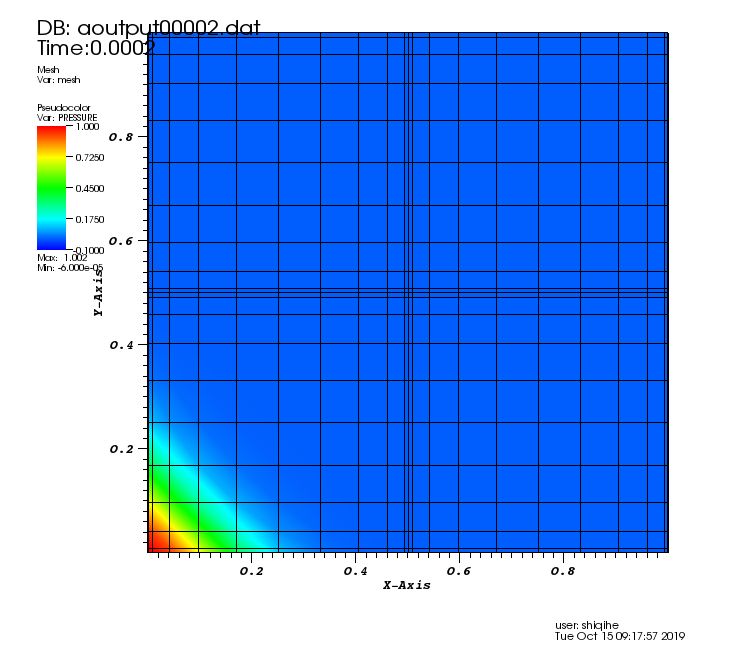 DB: aoutput00002.dat
Time:0.0002
Mesh
Var: mesh
Pseudocolor
Var: PRESSURE
1.000
0.7250
0.4500
0.1750
-0.1000
Max: 1.002
Min: -6.000e-05
Y-Axis
0.8
0.6
0.4
0.2
0.2 0.4 0.6 0.8
X-Axis
user: shiqihe
Tue Oct 15 09:17:57 2019